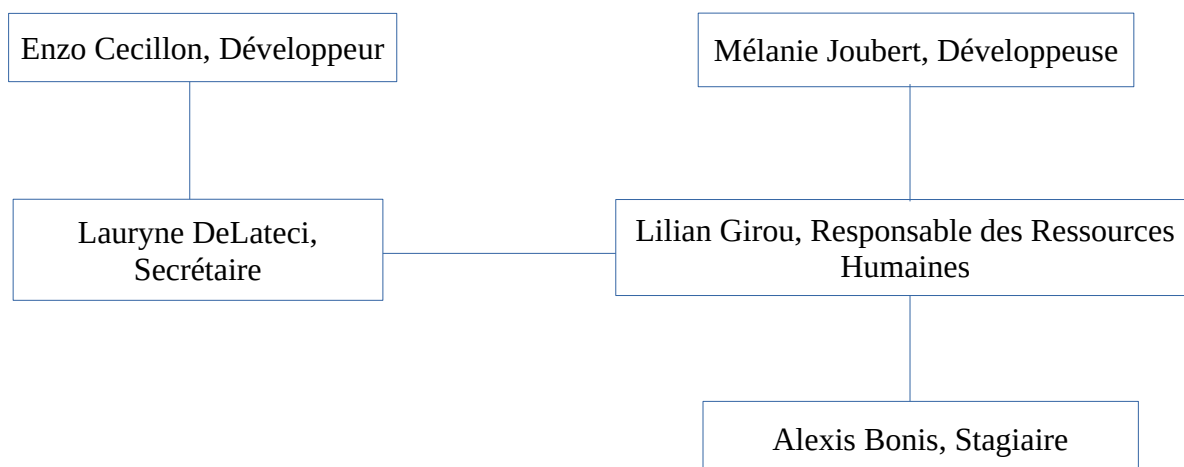 Enzo Cecillon, Développeur
Mélanie Joubert, Développeuse
Lauryne DeLateci,
Secrétaire
Lilian Girou, Responsable des Ressources
Humaines
Alexis Bonis, Stagiaire